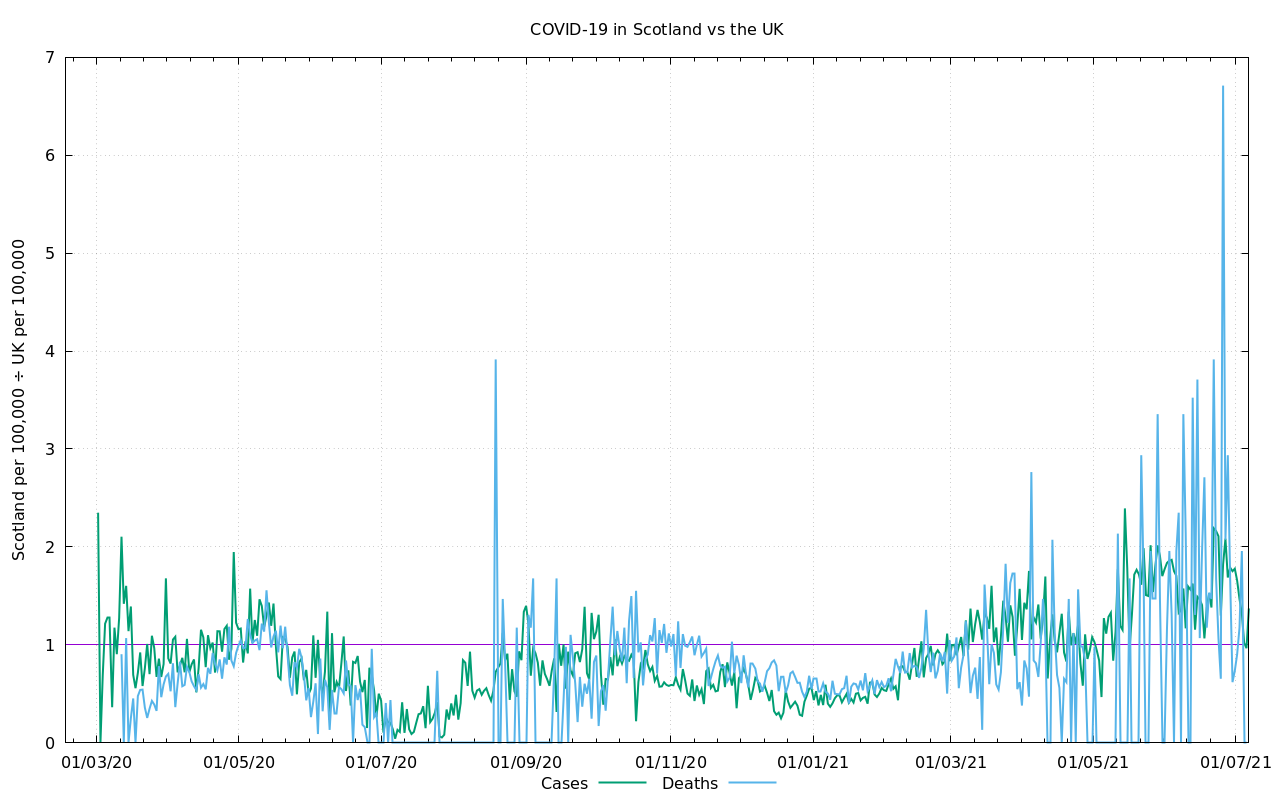 COVID-19 in Scotland vs the UK
Scotland per 100,000 ÷ UK per 100,000
7
6
5
4
3
2
1
0
01/03/20 01/05/20 01/07/20 01/09/20 01/11/20 01/01/21 01/03/21 01/05/21 01/07/21
Cases Deaths